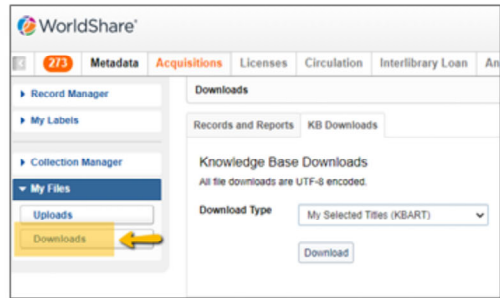 WorldShare®
273 Metadata Acquisitions Licenses Circulation Interlibrary Loan An
Record Manager
My Labels
Collection Manager
My Files
Uploads
Downloads
Downloads
Records and Reports KB Downloads
Knowledge Base Downloads
All file downloads are UTF-8 encoded.
Download Type My Selected Titles (KBART)
Download